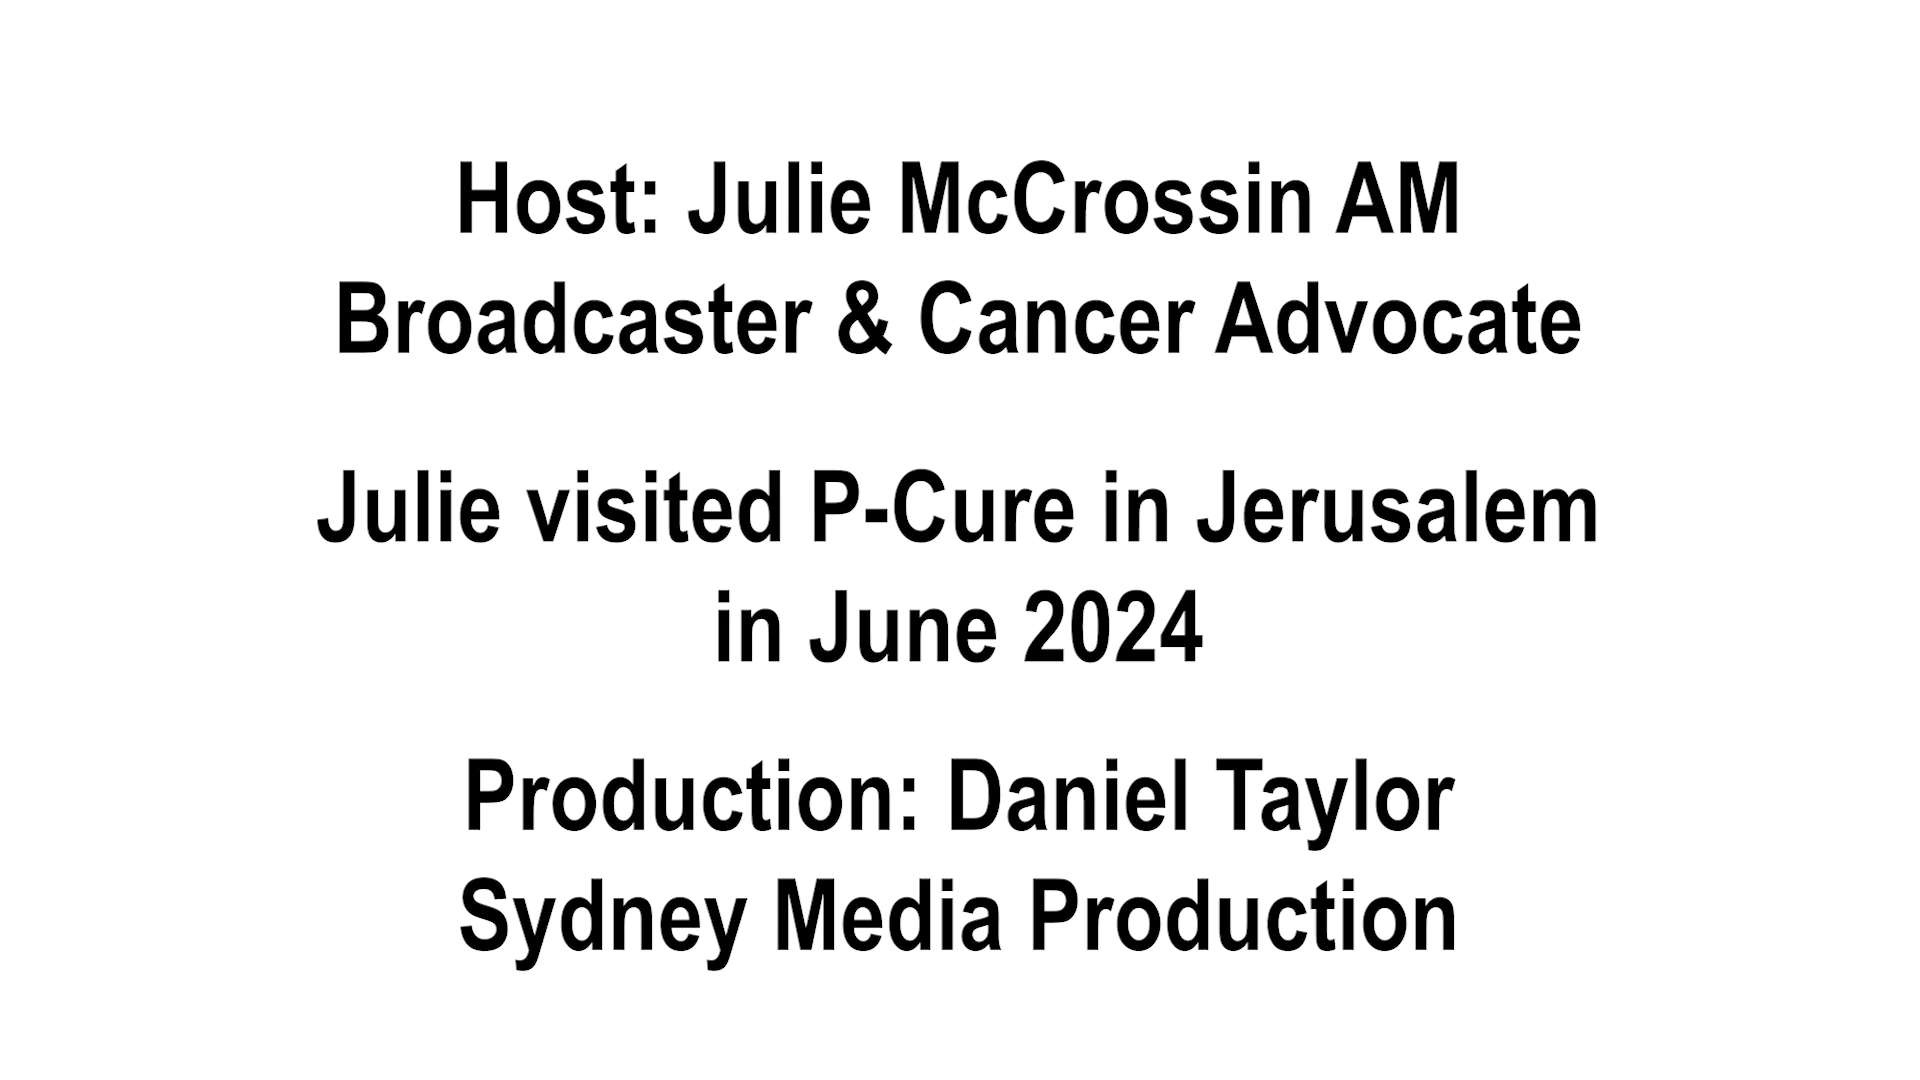 Host: Julie McCrossin AM
Broadcaster & Cancer Advocate
Julie visited P-Cure in Jerusalem
in June 2024
Production: Daniel Taylor
Sydney Media Production